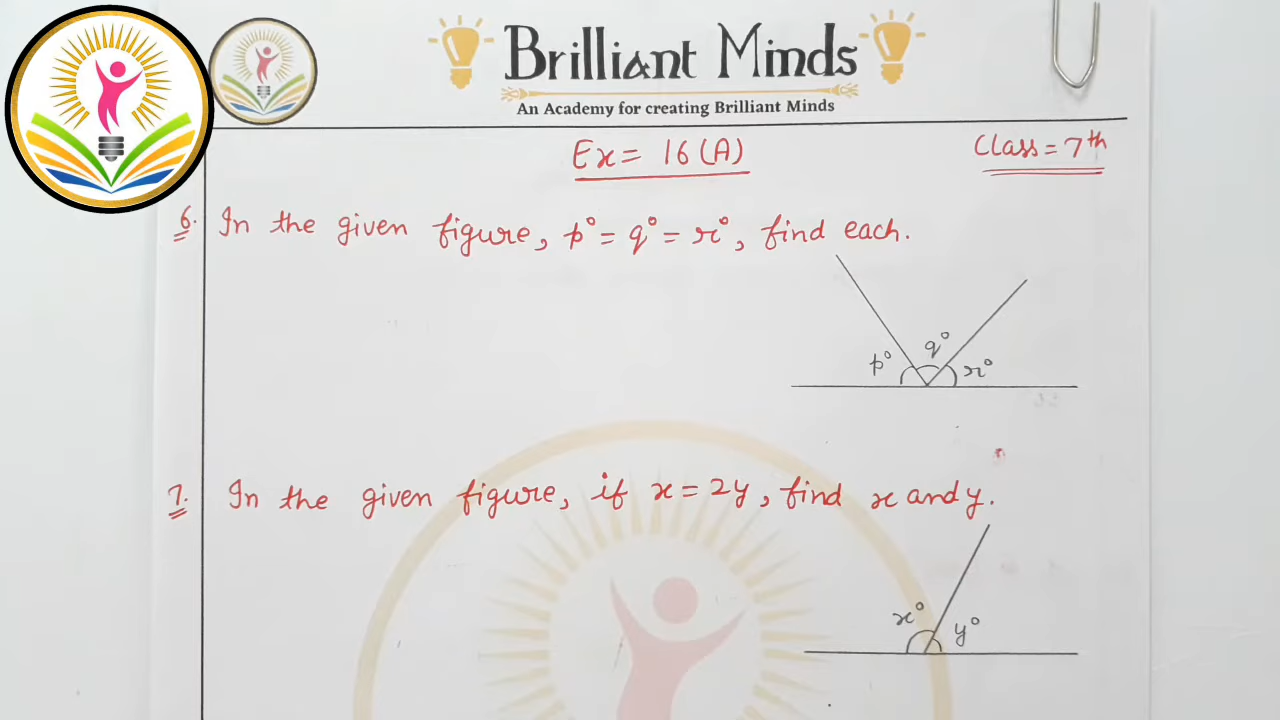 Brilliant Minds
An Academy for creating Brilliant Minds
Ex = 16 (A)
Class = 7th
6. In the given figure, p° = q° = r°, find each.
p° q° r°
7. In the given figure, if x = 2y, find x and y.
x° y°